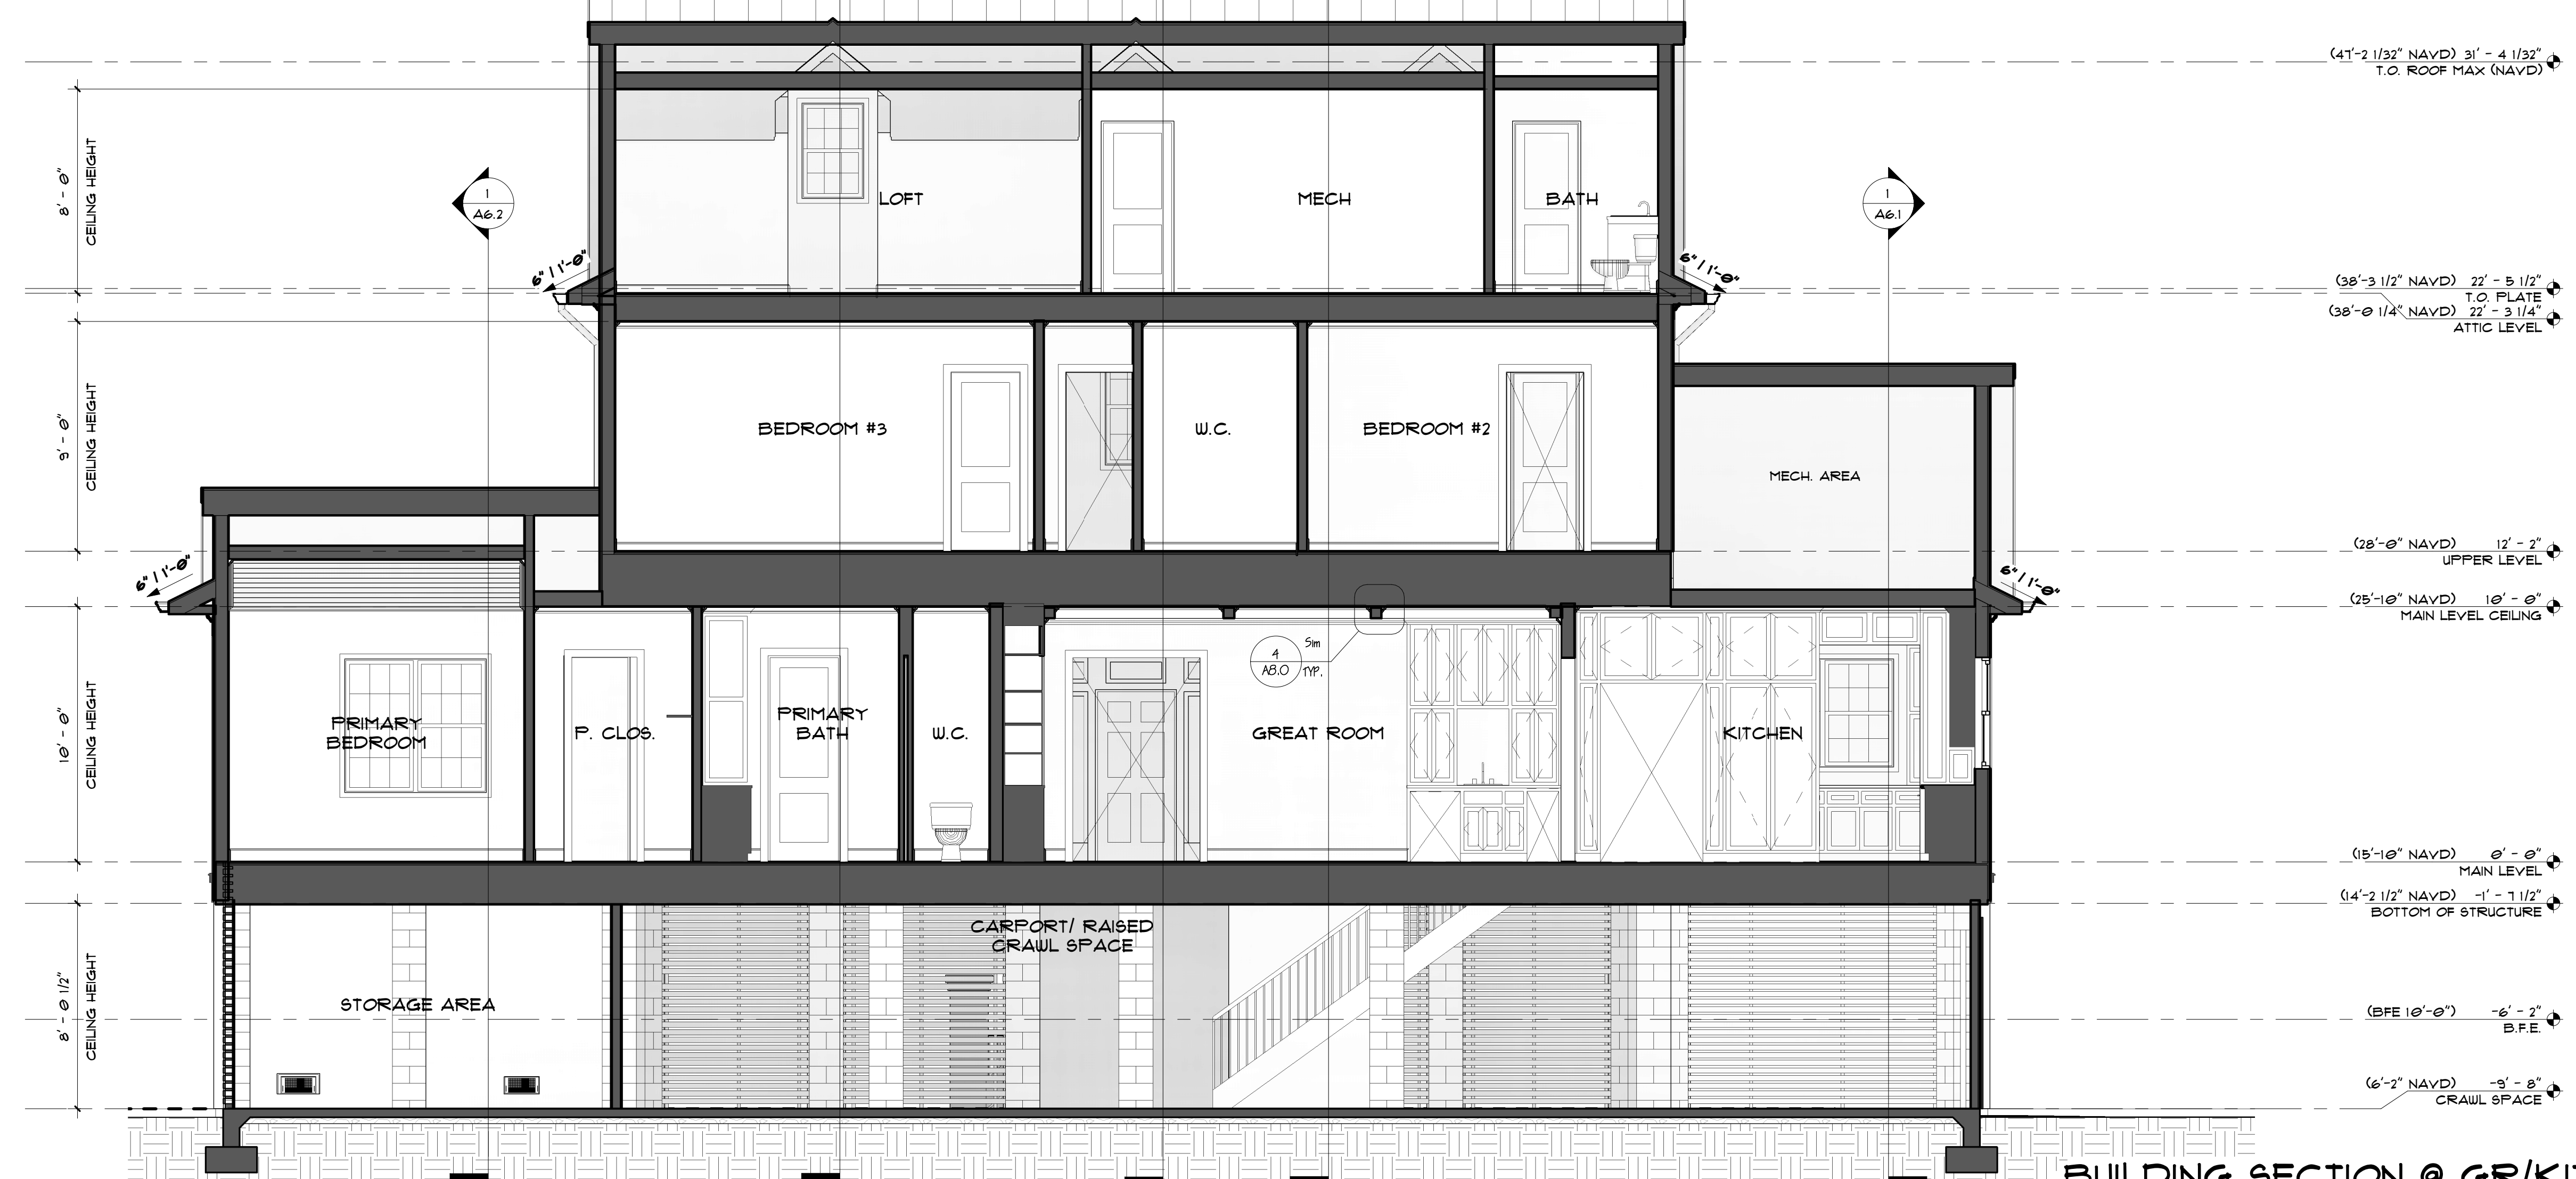 (47'-2 1/32" NAVD) 31' - 4 1/32"
T.O. ROOF MAX (NAVD)
8' - 0"
CEILING HEIGHT
1
A6.2
LOFT
MECH
BATH
1
A6.1
6" / 1'-0"
6" / 1'-0"
(38'-3 1/2" NAVD) 22' - 5 1/2"
T.O. PLATE
(38'-0 1/4" NAVD) 22' - 3 1/4"
ATTIC LEVEL
9' - 0"
CEILING HEIGHT
BEDROOM #3
W.C.
BEDROOM #2
MECH. AREA
(28'-0" NAVD) 12' - 2"
UPPER LEVEL
6" / 1'-0"
6" / 1'-0"
(25'-10" NAVD) 10' - 0"
MAIN LEVEL CEILING
10' - 0"
CEILING HEIGHT
4
A8.0
Sim
TYP.
PRIMARY
BEDROOM
P. CLOS.
PRIMARY
BATH
W.C.
GREAT ROOM
KITCHEN
(15'-10" NAVD) 0' - 0"
MAIN LEVEL
(14'-2 1/2" NAVD) -1' - 7 1/2"
BOTTOM OF STRUCTURE
CARPORT/ RAISED
CRAWL SPACE
8' - 0 1/2"
CEILING HEIGHT
STORAGE AREA
(BFE 10'-0") -6' - 2"
B.F.E.
(6'-2" NAVD) -9' - 8"
CRAWL SPACE
BUILDING SECTION @ GR/KIT